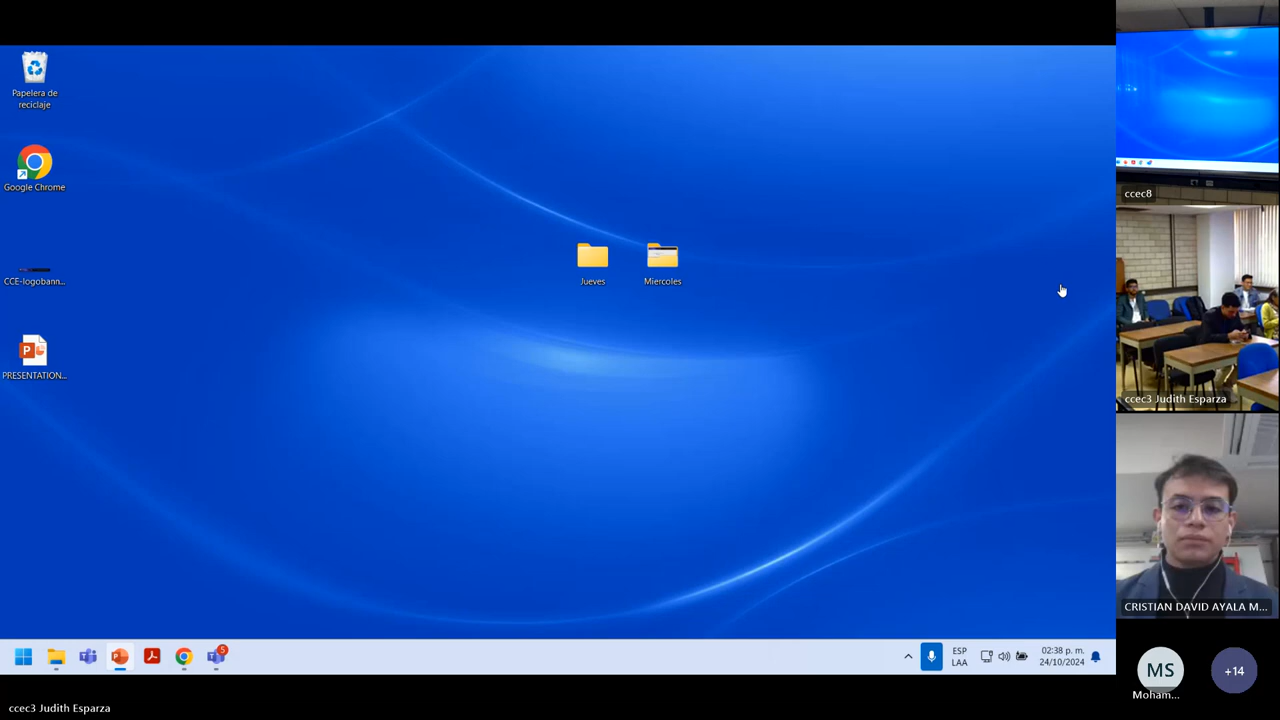 Papelera de
reciclaje
Google Chrome
CCE-logobann...
PRESENTATION...
Jueves
Miercoles
5
ESP
LAA
02:38 p. m.
24/10/2024
ccec3 Judith Esparza
ccec8
ccec3 Judith Esparza
CRISTIAN DAVID AYALA M...
MS
Moham...
+14